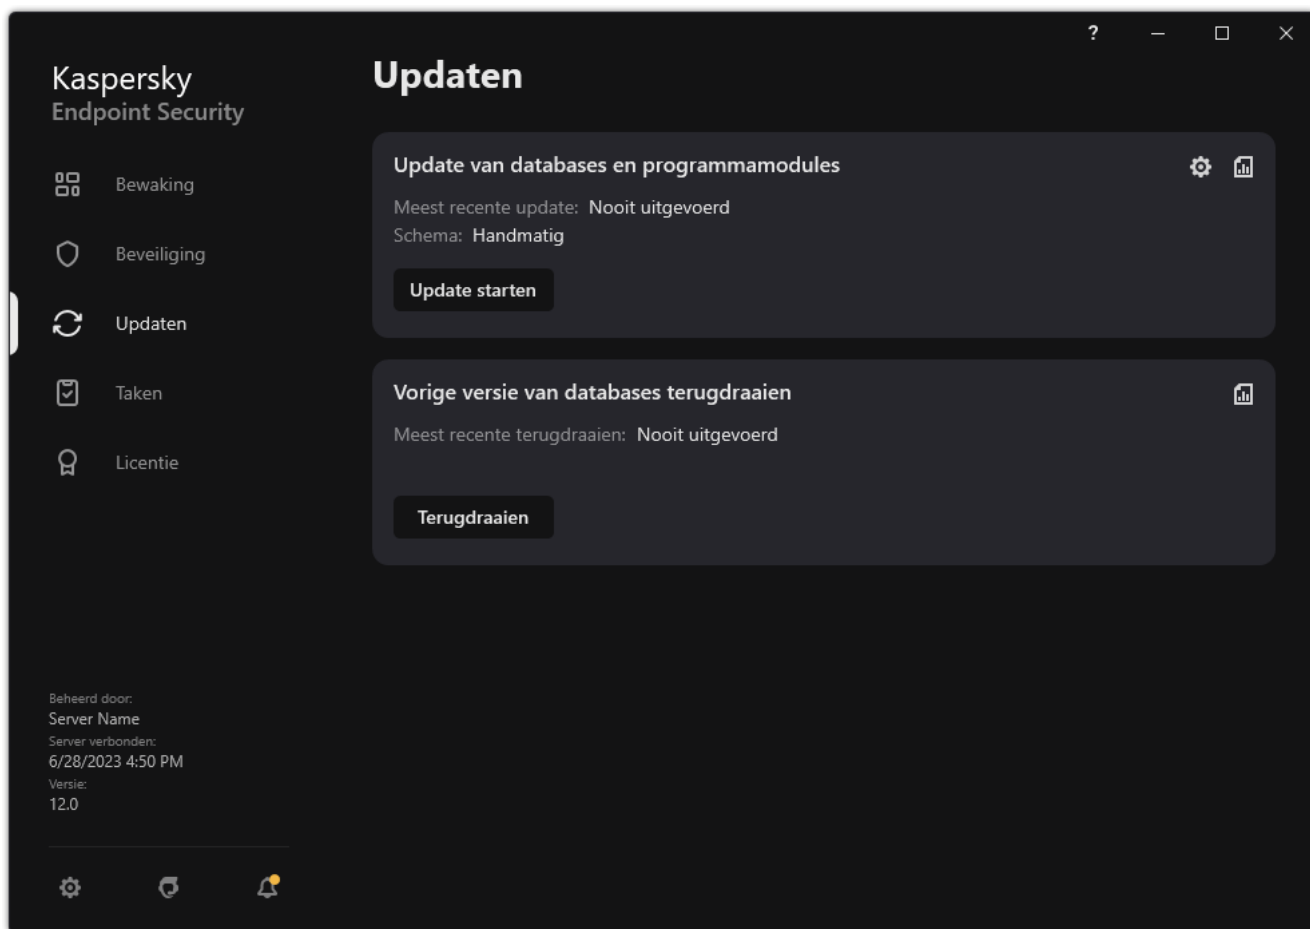 ?
Kaspersky
Endpoint Security
Bewaking
Beveiliging
Updaten
Taken
Licentie
Beheerd door:
Server Name
Server verbonden:
6/28/2023 4:50 PM
Versie:
12.0
Updaten
Update van databases en programmamodules
Meest recente update: Nooit uitgevoerd
Schema: Handmatig
Update starten
Vorige versie van databases terugdraaien
Meest recente terugdraaien: Nooit uitgevoerd
Terugdraaien